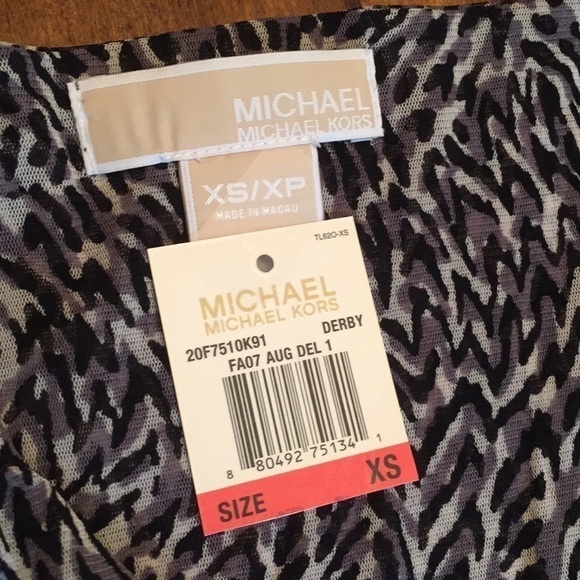 MICHAEL
MICHAEL KORS
XS/XP
MADE IN MACAU
TL62O-XS
MICHAEL
MICHAEL KORS
20F7510K91 DERBY
FA07 AUG DEL 1
8 80492 75134 1
SIZE XS